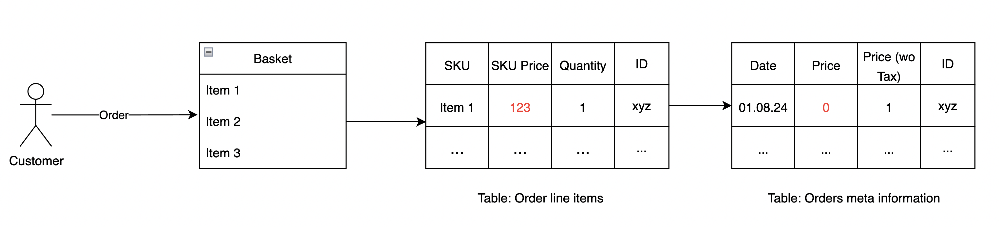 Customer
Order
Basket
Item 1
Item 2
Item 3
SKU SKU Price Quantity ID
Item 1 123 1 xyz
... ... ... ...
Table: Order line items
Date Price Price (wo
Tax) ID
01.08.24 0 1 xyz
... ... ... ...
Table: Orders meta information